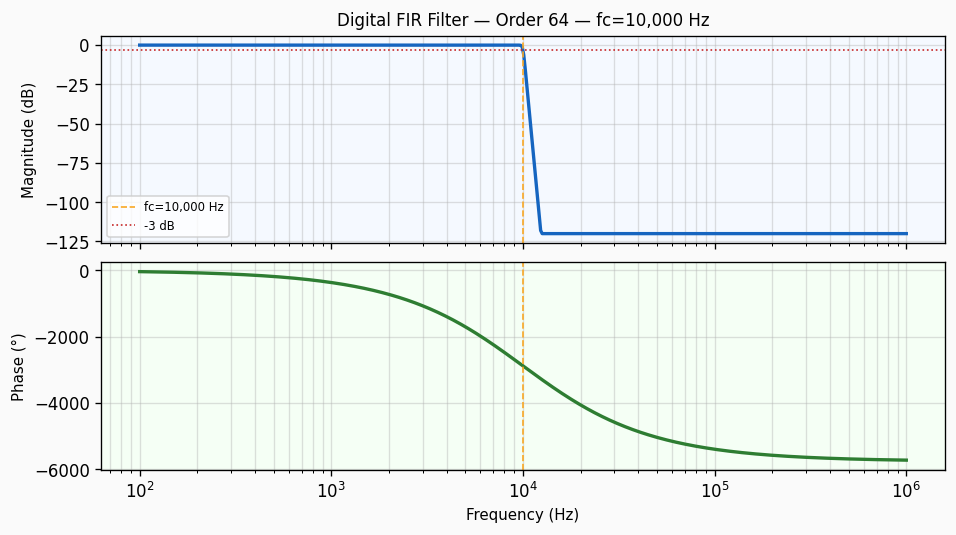 Digital FIR Filter — Order 64 — fc=10,000 Hz
Magnitude (dB)
0
−25
−50
−75
−100
−125
fc=10,000 Hz
-3 dB
Phase (°)
0
−2000
−4000
−6000
10²
10³
10⁴
10⁵
10⁶
Frequency (Hz)